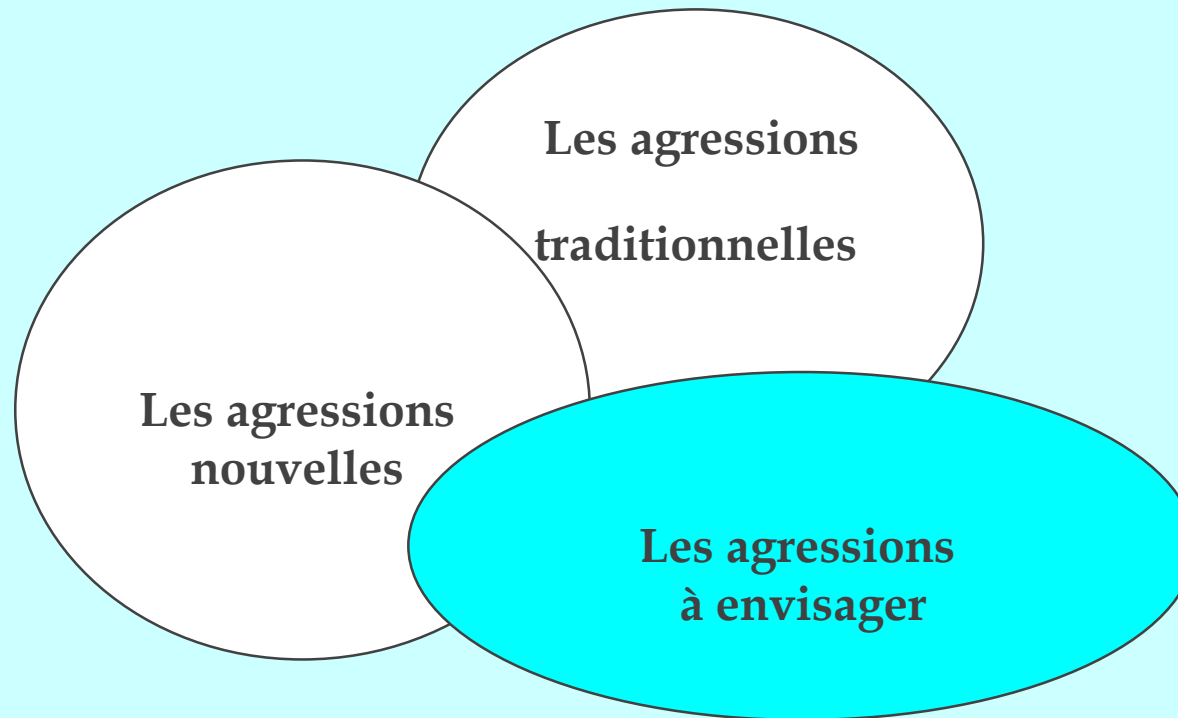 Les agressions
traditionnelles
Les agressions
nouvelles
Les agressions
à envisager